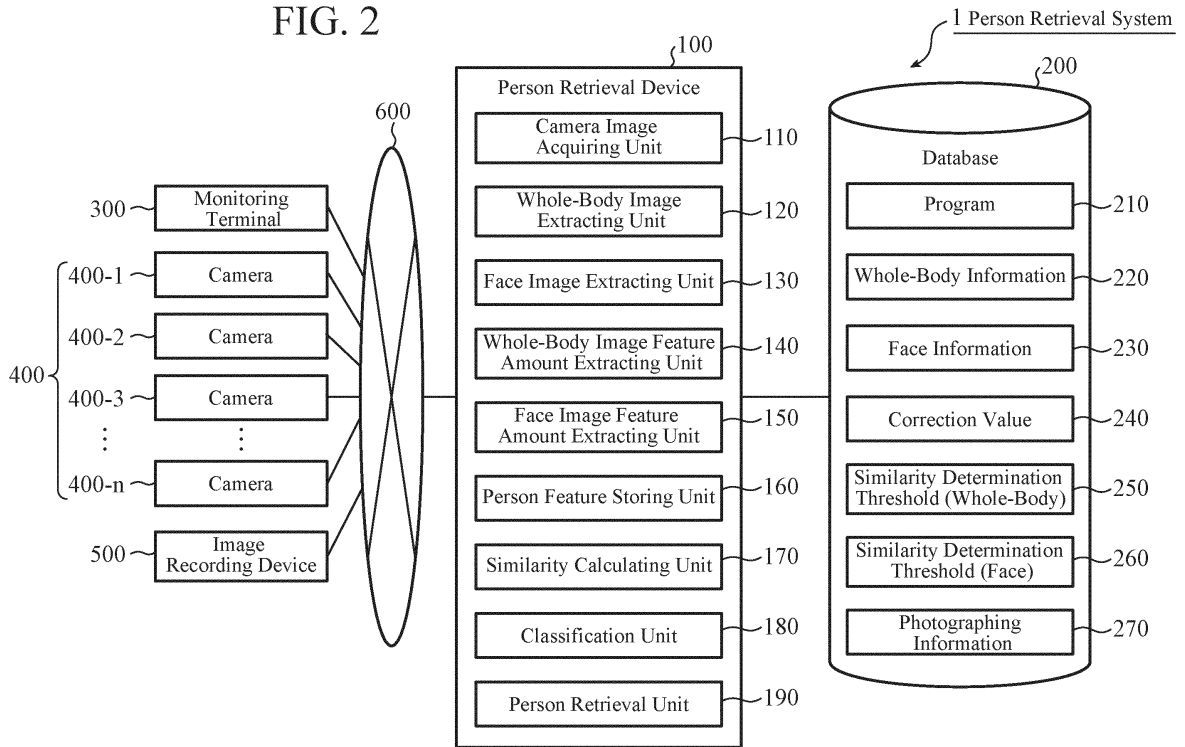 FIG. 2
1 Person Retrieval System
100
Person Retrieval Device
Camera Image
Acquiring Unit
110
Whole-Body Image
Extracting Unit
120
Face Image Extracting Unit
130
Whole-Body Image Feature
Amount Extracting Unit
140
Face Image Feature
Amount Extracting Unit
150
Person Feature Storing Unit
160
Similarity Calculating Unit
170
Classification Unit
180
Person Retrieval Unit
190
600
300
Monitoring
Terminal
400
400-1
Camera
400-2
Camera
400-3
Camera
⋮
⋮
400-n
Camera
500
Image
Recording Device
200
Database
Program
210
Whole-Body Information
220
Face Information
230
Correction Value
240
Similarity Determination
Threshold (Whole-Body)
250
Similarity Determination
Threshold (Face)
260
Photographing
Information
270